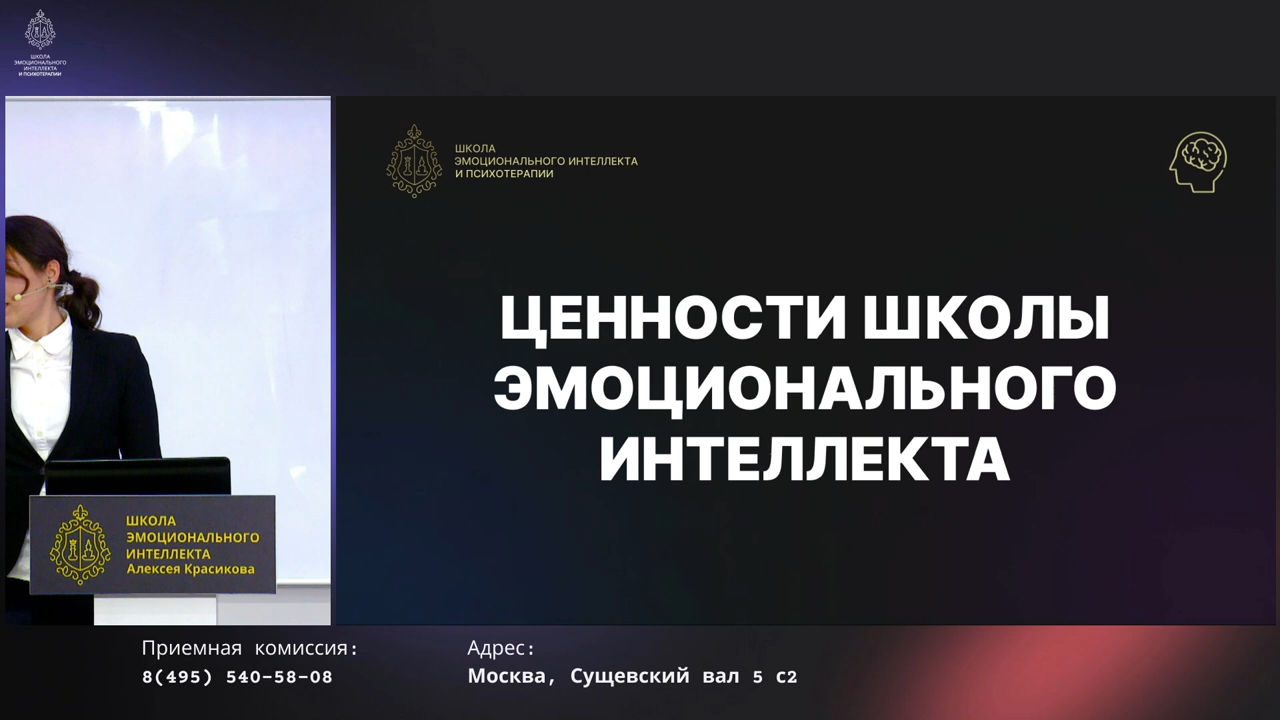 ШКОЛА
ЭМОЦИОНАЛЬНОГО
ИНТЕЛЛЕКТА
И ПСИХОТЕРАПИИ
ШКОЛА
ЭМОЦИОНАЛЬНОГО ИНТЕЛЛЕКТА
И ПСИХОТЕРАПИИ
ЦЕННОСТИ ШКОЛЫ
ЭМОЦИОНАЛЬНОГО
ИНТЕЛЛЕКТА
ШКОЛА
ЭМОЦИОНАЛЬНОГО
ИНТЕЛЛЕКТА
Алексея Красикова
Приемная комиссия:
8(495) 540-58-08
Адрес:
Москва, Сущевский вал 5 с2